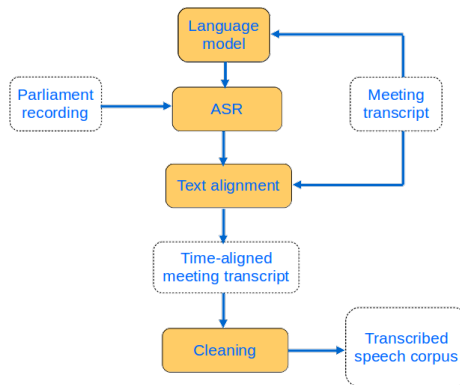 Language
model
Parliament
recording
ASR
Meeting
transcript
Text alignment
Time-aligned
meeting transcript
Cleaning
Transcribed
speech corpus